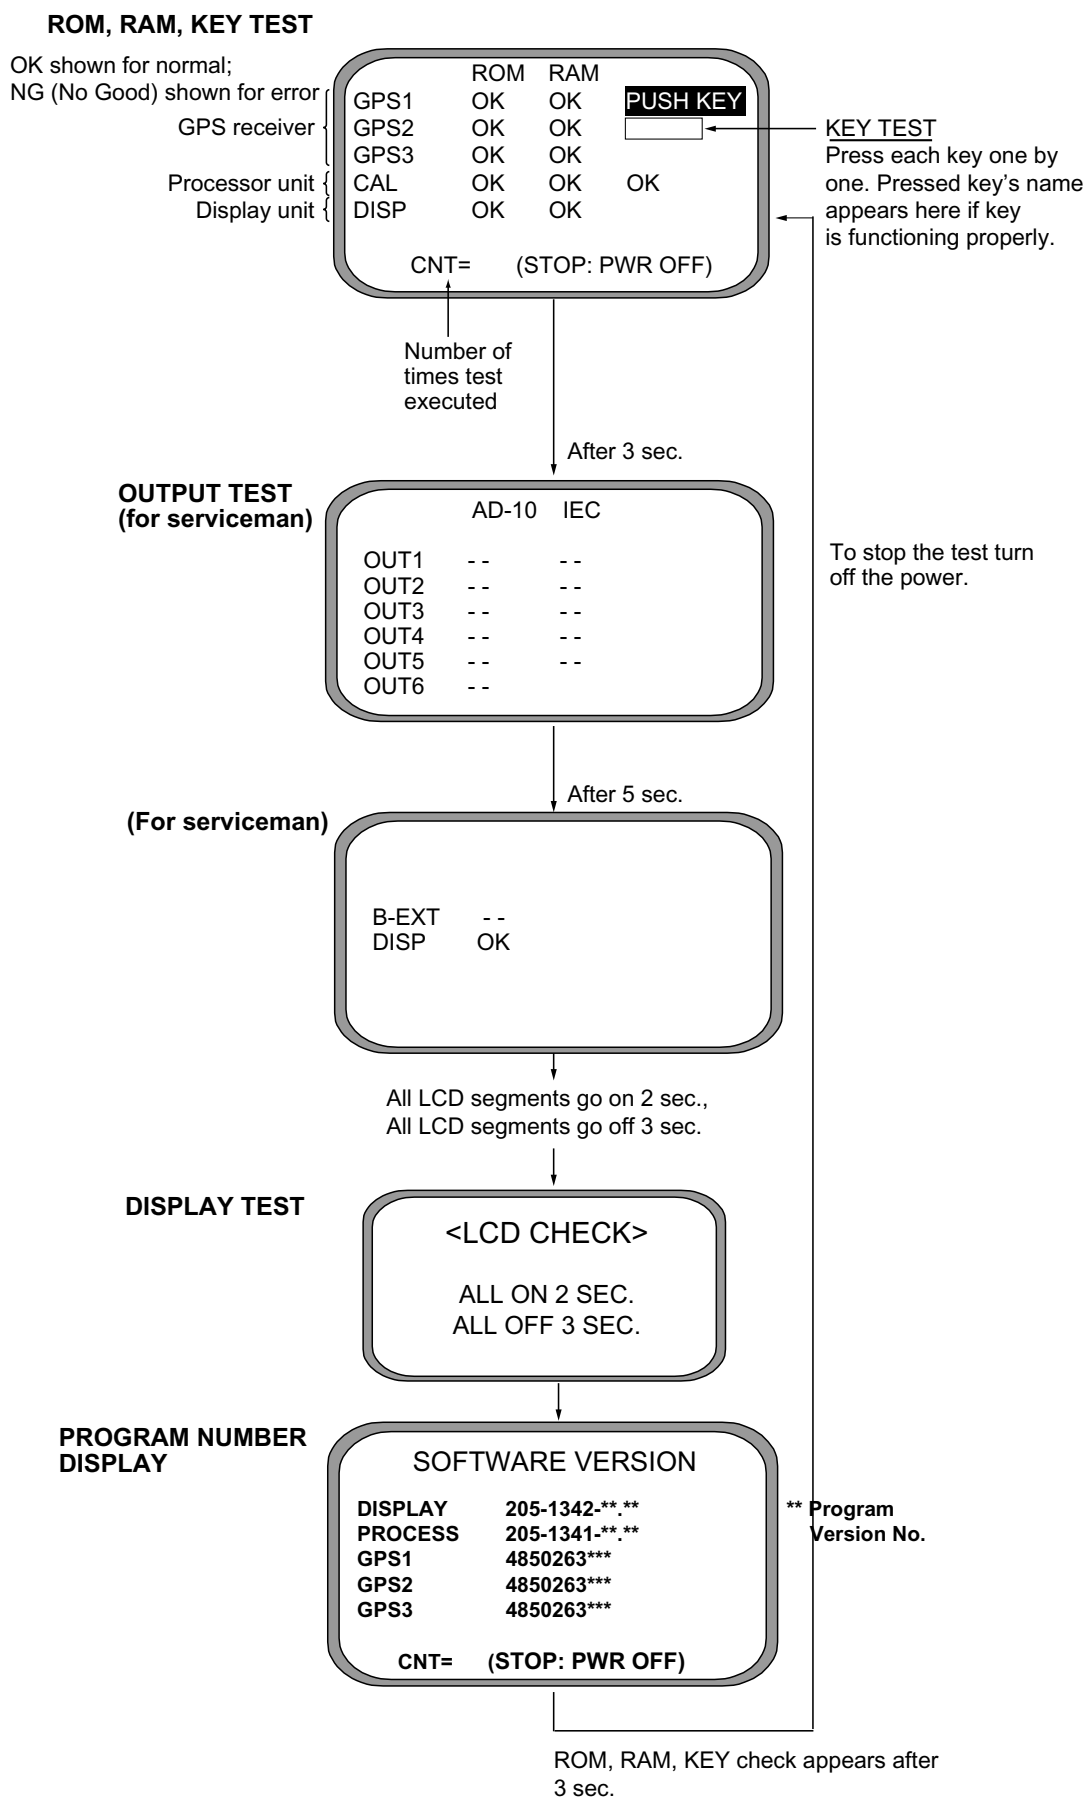 ROM, RAM, KEY TEST
OK shown for normal;
NG (No Good) shown for error
GPS receiver
Processor unit
Display unit
ROM RAM
GPS1 OK OK PUSH KEY
GPS2 OK OK
GPS3 OK OK
CAL OK OK OK
DISP OK OK
CNT= (STOP: PWR OFF)
KEY TEST
Press each key one by
one. Pressed key's name
appears here if key
is functioning properly.
Number of
times test
executed
After 3 sec.
OUTPUT TEST
(for serviceman)
AD-10 IEC
OUT1 - - - -
OUT2 - - - -
OUT3 - - - -
OUT4 - - - -
OUT5 - - - -
OUT6 - -
To stop the test turn
off the power.
After 5 sec.
(For serviceman)
B-EXT - -
DISP OK
All LCD segments go on 2 sec.,
All LCD segments go off 3 sec.
DISPLAY TEST
<LCD CHECK>
ALL ON 2 SEC.
ALL OFF 3 SEC.
PROGRAM NUMBER
DISPLAY
SOFTWARE VERSION
DISPLAY 205-1342-**.**
PROCESS 205-1341-**.**
GPS1 4850263***
GPS2 4850263***
GPS3 4850263***
CNT= (STOP: PWR OFF)
** Program
Version No.
ROM, RAM, KEY check appears after
3 sec.